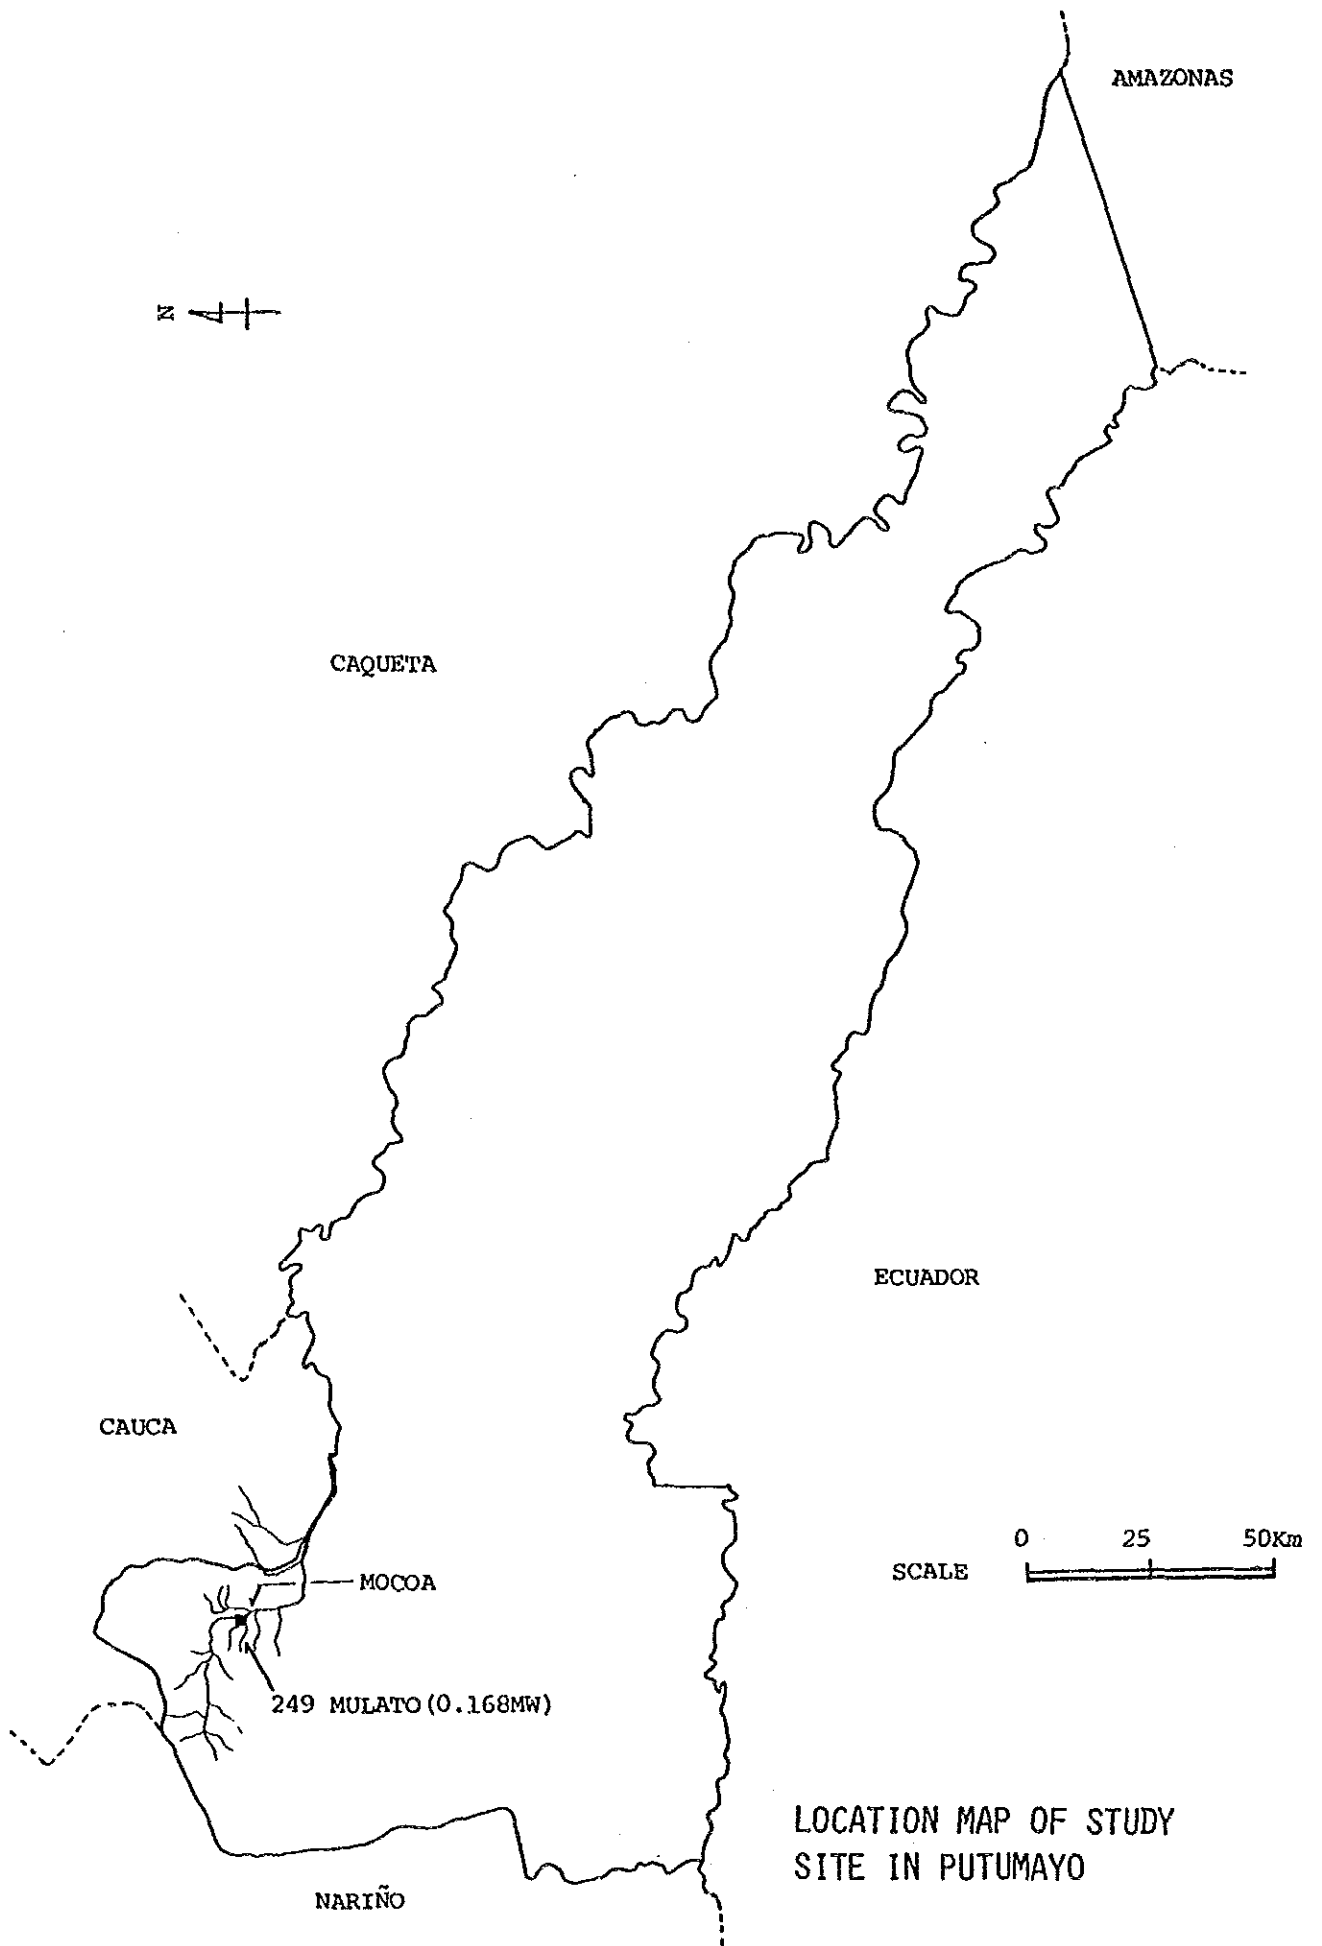 AMAZONAS
N
CAQUETA
ECUADOR
CAUCA
0 25 50Km
SCALE
MOCOA
249 MULATO(0.168MW)
LOCATION MAP OF STUDY
SITE IN PUTUMAYO
NARIÑO